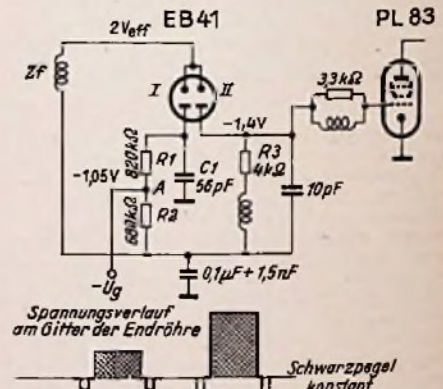 EB41
PL 83
2Veff
Zf
I
II
-1,4V
3,3kΩ
820kΩ
R1
-1,05V
A
680kΩ
R2
C1
56pF
R3
4kΩ
10pF
-Ug
0,1µF+1,5nF
Spannungsverlauf
am Gitter der Endröhre
Schwarzpegel
konstant